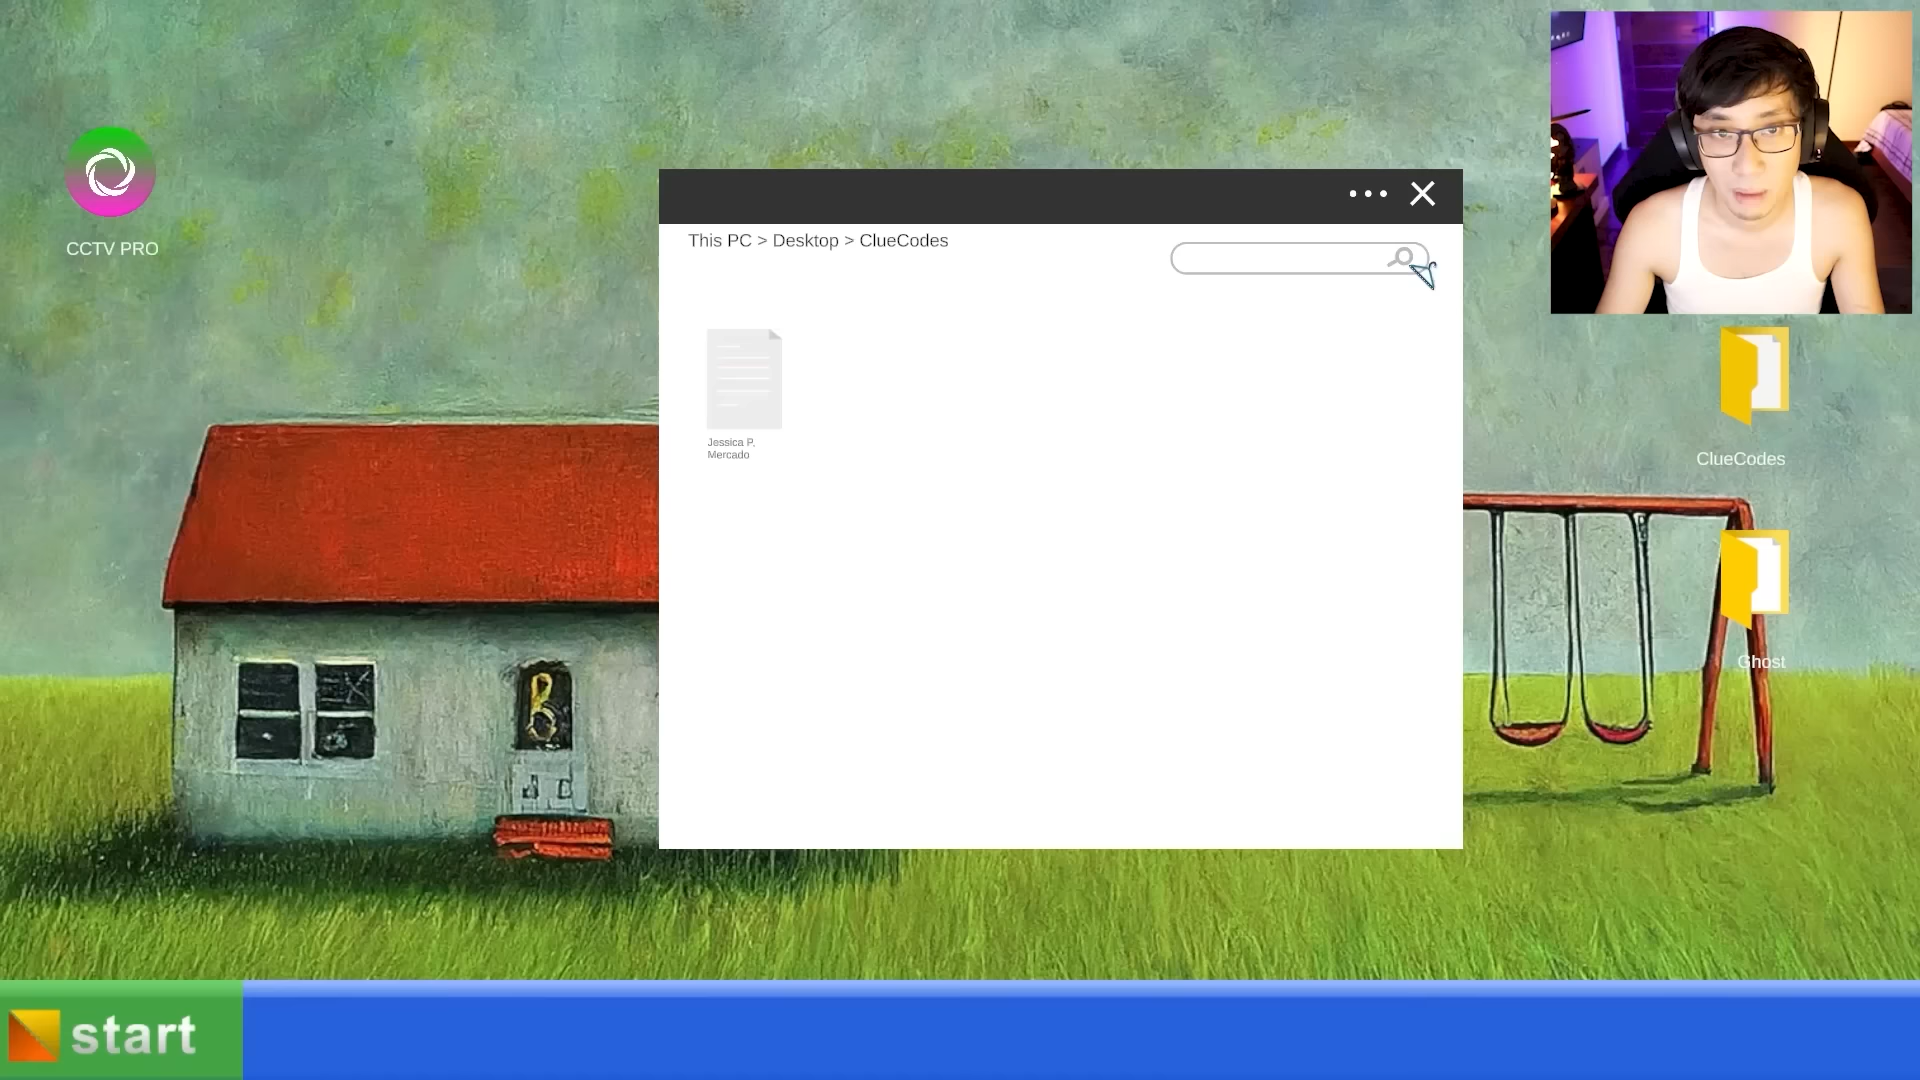 CCTV PRO
This PC > Desktop > ClueCodes
Jessica P.
Mercado
ClueCodes
Ghost
start